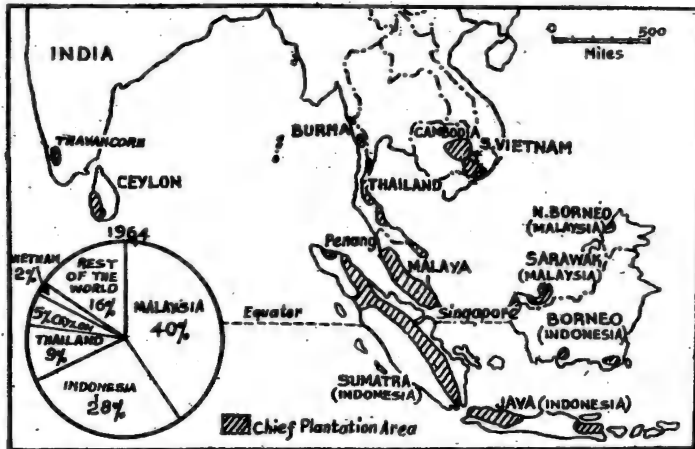 INDIA
0 500
Miles
TRAVANCORE
CEYLON
BURMA
CAMBODIA
S.VIETNAM
THAILAND
1964
VIETNAM
2%
REST
OF THE
WORLD
16%
5% CEYLON
THAILAND
9%
INDONESIA
28%
MALAYSIA
40%
Penang
MALAYA
Equator
Singapore
N.BORNEO
(MALAYSIA)
SARAWAK
(MALAYSIA)
BORNEO
(INDONESIA)
SUMATRA
(INDONESIA)
JAVA (INDONESIA)
Chief Plantation Area